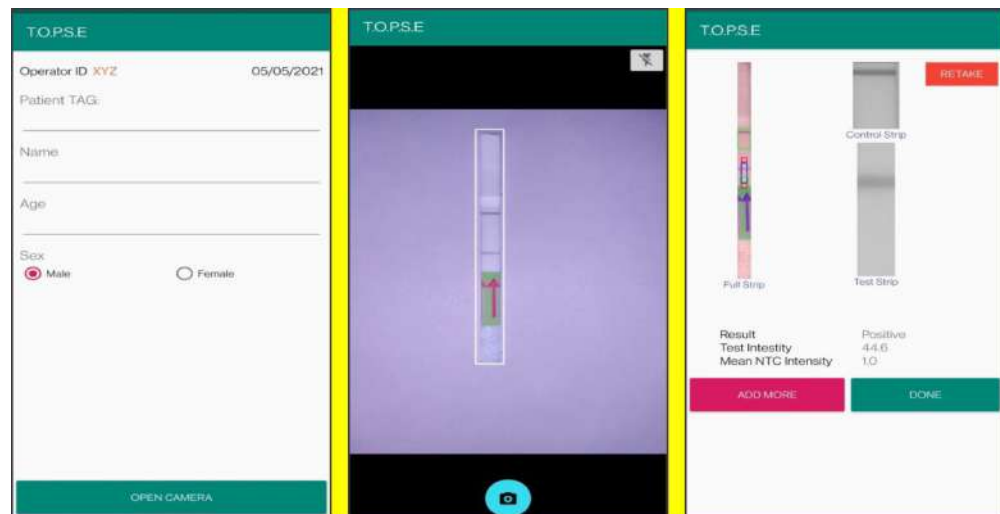 T.O.P.S.E
Operator ID XYZ 05/05/2021
Patient TAG:
Name
Age
Sex
Male Female
OPEN CAMERA
T.O.P.S.E
T.O.P.S.E
RETAKE
Control Strip
Full Strip Test Strip
Result Positive
Test Intestity 44.6
Mean NTC Intensity 1.0
ADD MORE DONE